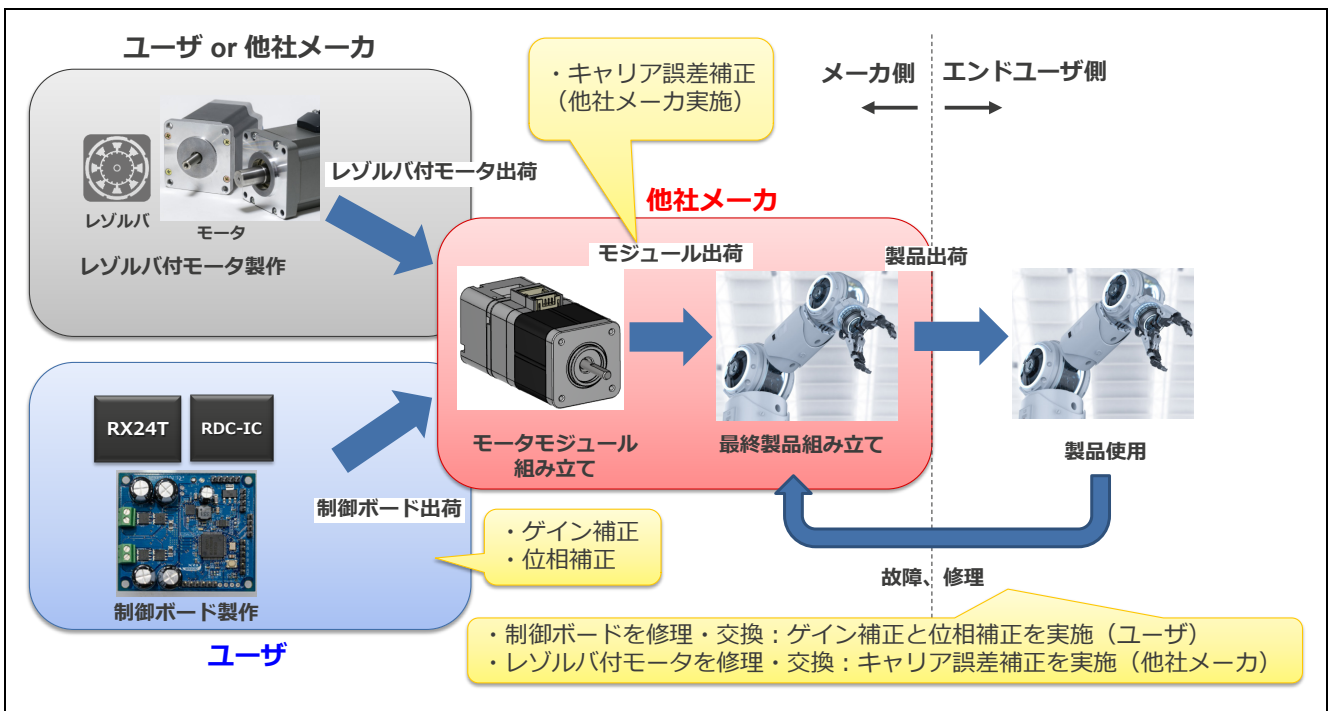 ユーザ or 他社メーカ
・キャリア誤差補正
（他社メーカ実施）
メーカ側
エンドユーザ側
レゾルバ
モータ
レゾルバ付モータ製作
レゾルバ付モータ出荷
他社メーカ
モジュール出荷
製品出荷
モータモジュール
組み立て
最終製品組み立て
製品使用
RX24T
RDC-IC
制御ボード出荷
制御ボード製作
ユーザ
・ゲイン補正
・位相補正
故障、修理
・制御ボードを修理・交換：ゲイン補正と位相補正を実施（ユーザ）
・レゾルバ付モータを修理・交換：キャリア誤差補正を実施（他社メーカ）